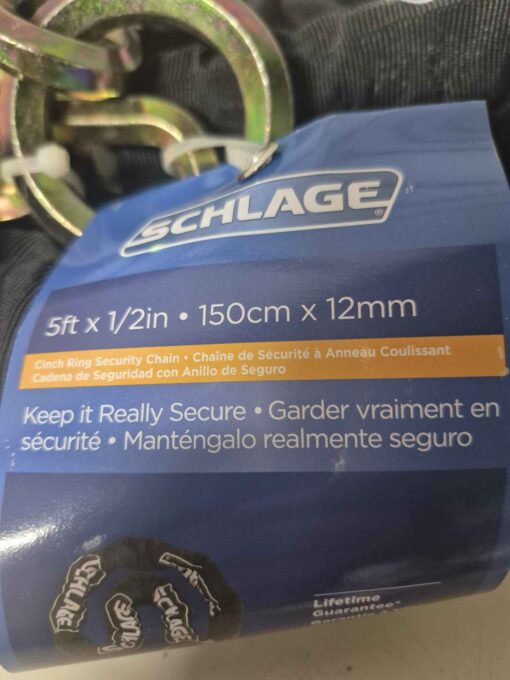 SCHLAGE®
5ft x 1/2in • 150cm x 12mm
Cinch Ring Security Chain • Chaîne de Sécurité à Anneau Coulissant
Cadena de Seguridad con Anillo de Seguro
Keep it Really Secure • Garder vraiment en
sécurité • Manténgalo realmente seguro
SCHLAGE
SCHLAGE
SCHLAGE
Lifetime
Guarantee*